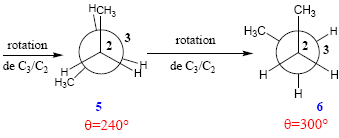 H
CH₃
3
rotation
2
de C₃/C₂
H
H
H
H₃C
5
θ=240°
rotation
de C₃/C₂
CH₃
H₃C
H
2
3
H
H
H
6
θ=300°